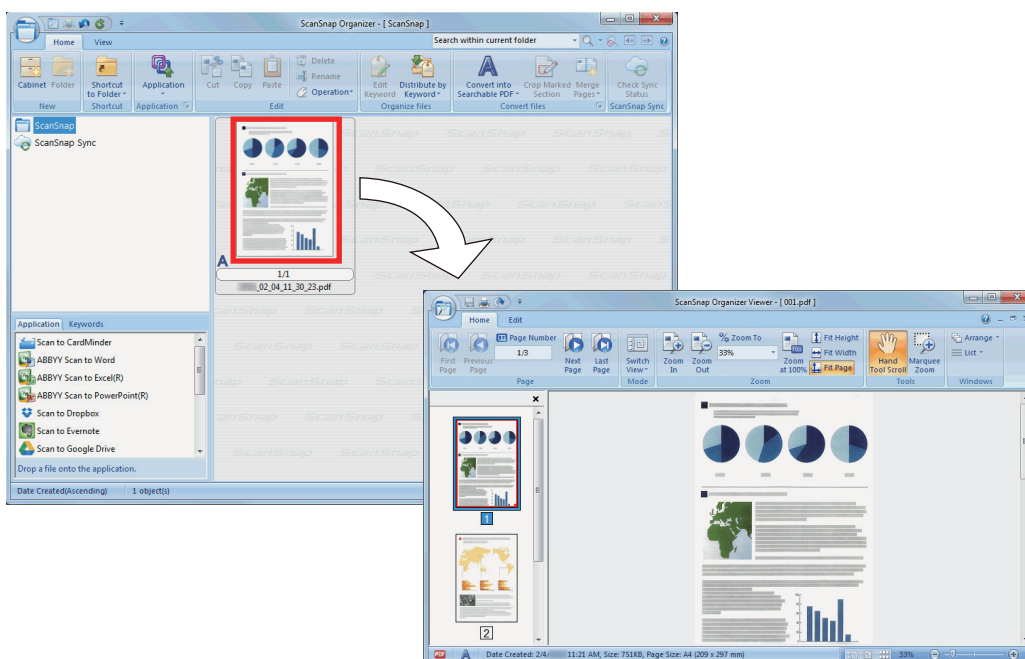 ScanSnap Organizer - [ ScanSnap ]
Home View
Search within current folder
Cabinet Folder
New
Shortcut to Folder
Shortcut
Application
Application
Cut Copy Paste
Delete
Rename
Operation
Edit
Edit Keyword
Distribute by Keyword
Organize files
Convert into Searchable PDF
Crop Marked Section
Merge Pages
Convert files
Check Sync Status
ScanSnap Sync
ScanSnap
ScanSnap Sync
A
1/1
_02_04_11_30_23.pdf
Application Keywords
Scan to CardMinder
ABBYY Scan to Word
ABBYY Scan to Excel(R)
ABBYY Scan to PowerPoint(R)
Scan to Dropbox
Scan to Evernote
Scan to Google Drive
Drop a file onto the application.
Date Created(Ascending) 1 object(s)
ScanSnap Organizer Viewer - [ 001.pdf ]
Home Edit
First Page
Previous Page
Page Number
1/3
Next Page
Last Page
Page
Switch View
Mode
Zoom In
Zoom Out
% Zoom To
33%
Zoom at 100%
Fit Height
Fit Width
Fit Page
Zoom
Hand Tool Scroll
Marquee Zoom
Tools
Arrange
List
Windows
1
2
PDF A Date Created: 2/4/ 11:21 AM, Size: 751KB, Page Size: A4 (209 x 297 mm) 33%